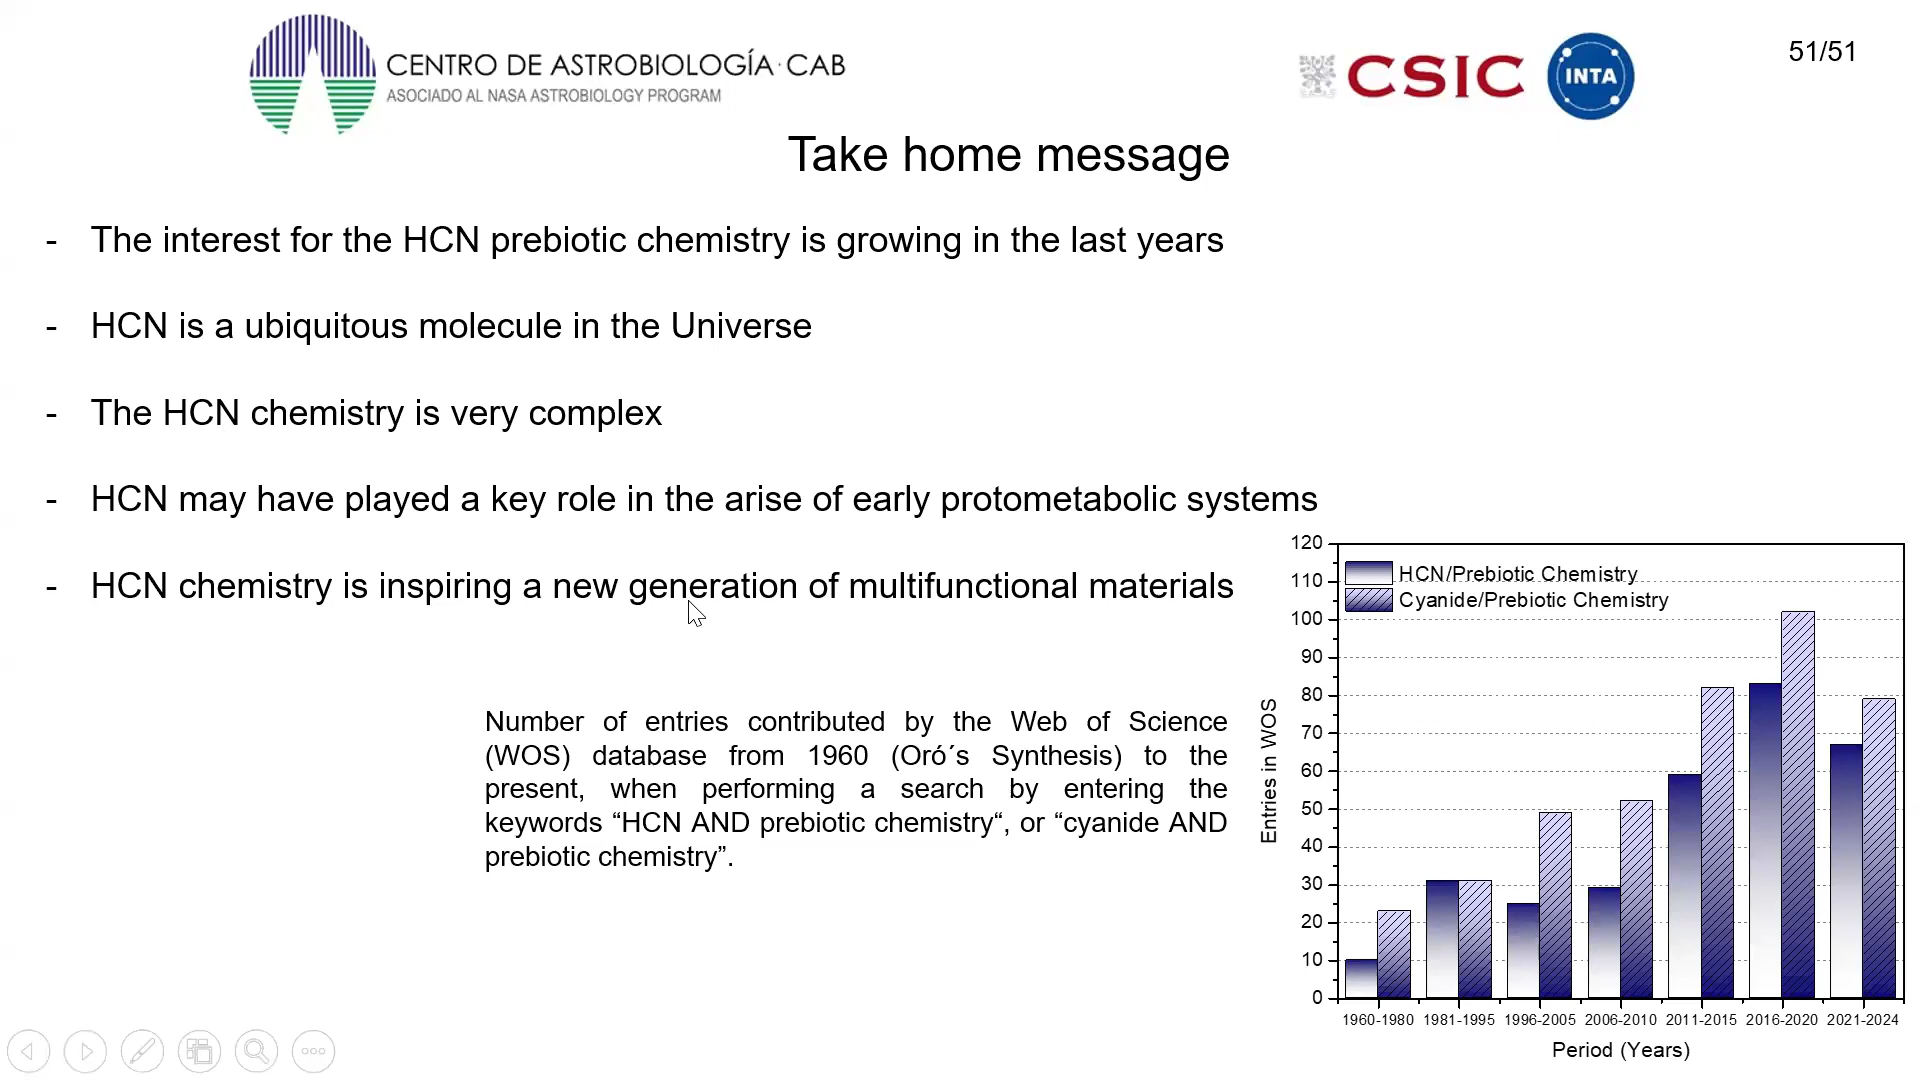 CENTRO DE ASTROBIOLOGÍA · CAB
ASOCIADO AL NASA ASTROBIOLOGY PROGRAM
CSIC
INTA
51/51
Take home message
- The interest for the HCN prebiotic chemistry is growing in the last years
- HCN is a ubiquitous molecule in the Universe
- The HCN chemistry is very complex
- HCN may have played a key role in the arise of early protometabolic systems
- HCN chemistry is inspiring a new generation of multifunctional materials
Number of entries contributed by the Web of Science
(WOS) database from 1960 (Oró´s Synthesis) to the
present, when performing a search by entering the
keywords “HCN AND prebiotic chemistry“, or “cyanide AND
prebiotic chemistry”.
HCN/Prebiotic Chemistry
Cyanide/Prebiotic Chemistry
Entries in WOS
120
110
100
90
80
70
60
50
40
30
20
10
0
1960-1980 1981-1995 1996-2005 2006-2010 2011-2015 2016-2020 2021-2024
Period (Years)